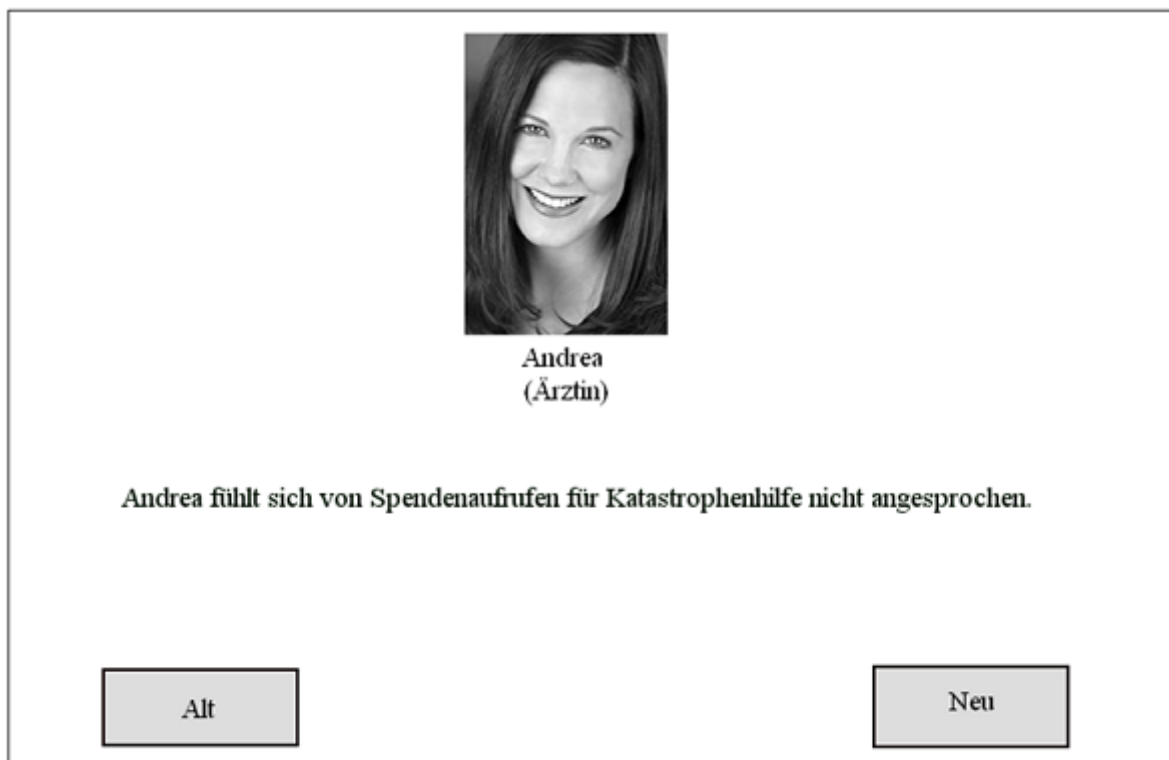 Andrea
(Ärztin)
Andrea fühlt sich von Spendenaufrufen für Katastrophenhilfe nicht angesprochen.
Alt
Neu